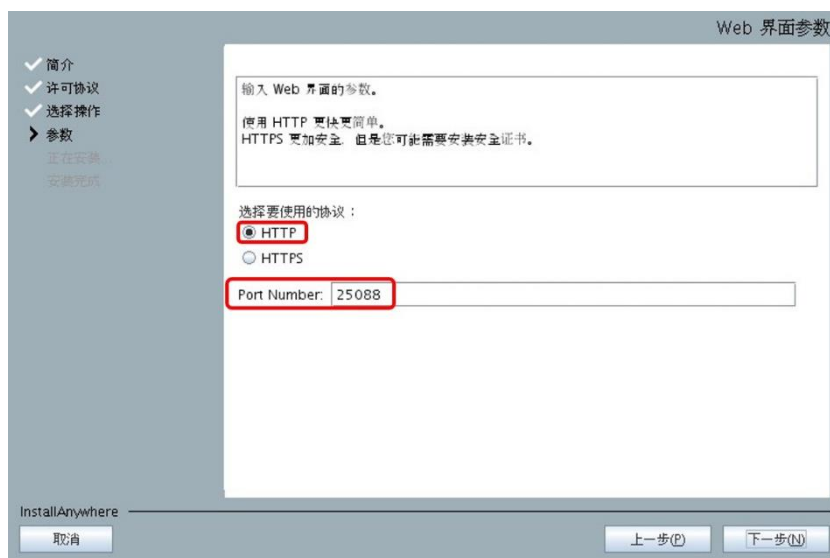 Web 界面参数
简介
许可协议
选择操作
参数
正在安装...
安装完成
输入 Web 界面的参数。
使用 HTTP 更快更简单。
HTTPS 更加安全，但是您可能需要安装安全证书。
选择要使用的协议：
HTTP
HTTPS
Port Number: 25088
InstallAnywhere
取消
上一步(P)
下一步(N)